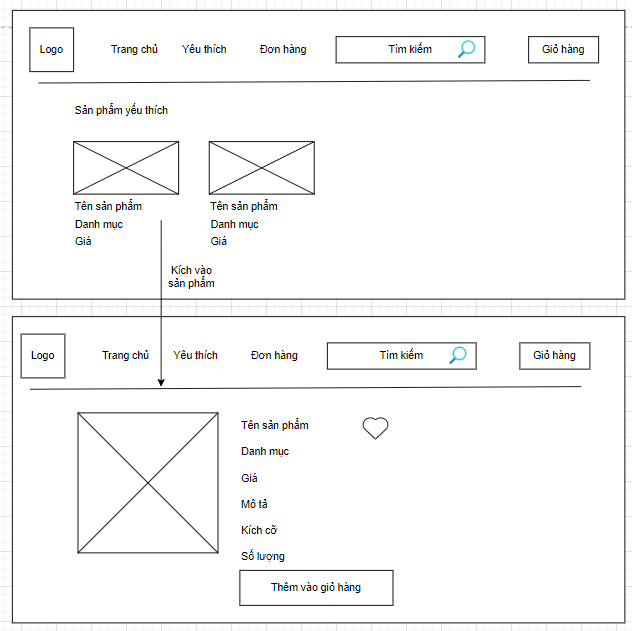 Logo
Trang chủ
Yêu thích
Đơn hàng
Tìm kiếm
Giỏ hàng
Sản phẩm yếu thích
Tên sản phẩm
Danh mục
Giá
Tên sản phẩm
Danh mục
Giá
Kích vào
sản phẩm
Logo
Trang chủ
Yêu thích
Đơn hàng
Tìm kiếm
Giỏ hàng
Tên sản phẩm
Danh mục
Giá
Mô tả
Kích cỡ
Số lượng
Thêm vào giỏ hàng